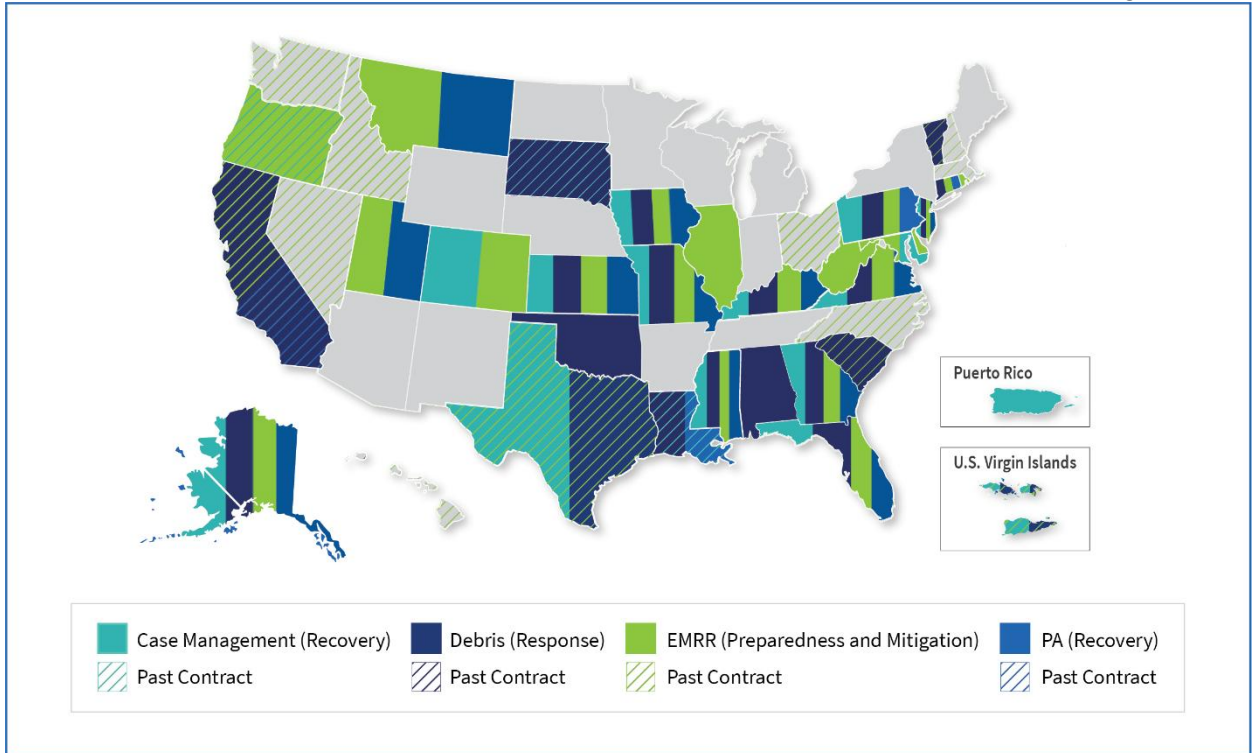 Puerto Rico
U.S. Virgin Islands
Case Management (Recovery)
Debris (Response)
EMRR (Preparedness and Mitigation)
PA (Recovery)
Past Contract
Past Contract
Past Contract
Past Contract